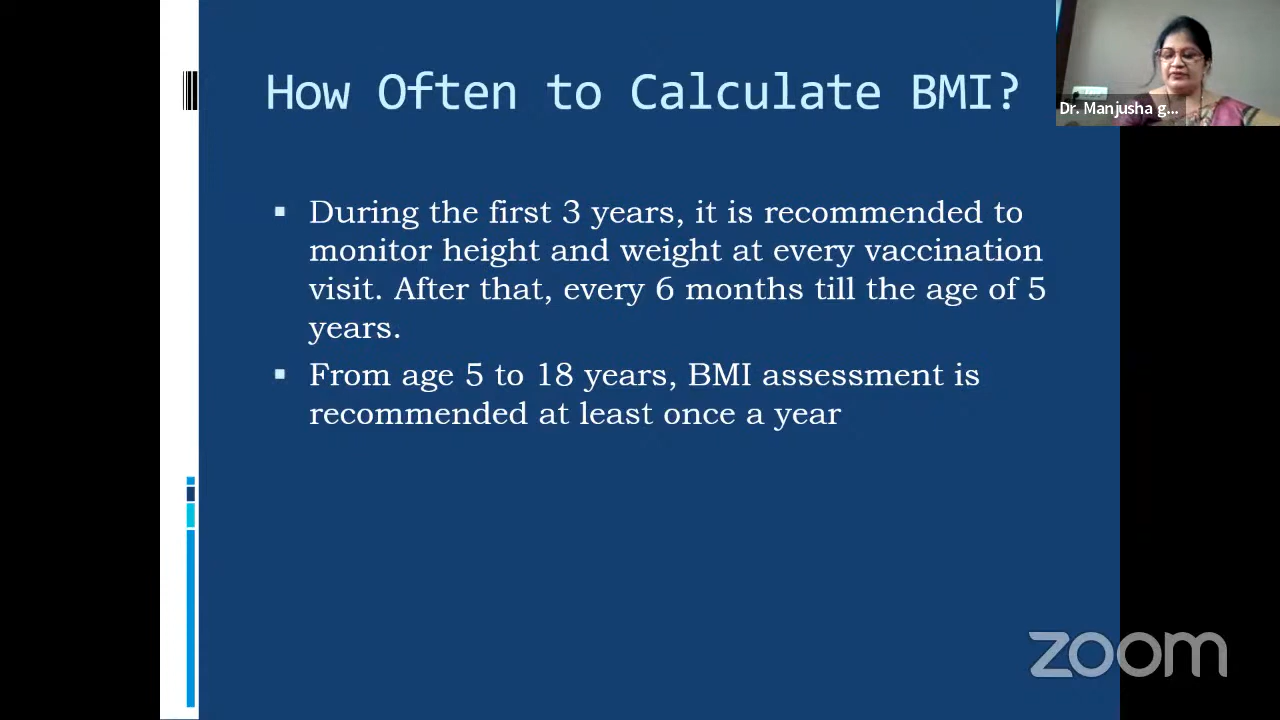 How Often to Calculate BMI?
Dr. Manjusha g...
▪ During the first 3 years, it is recommended to
monitor height and weight at every vaccination
visit. After that, every 6 months till the age of 5
years.
▪ From age 5 to 18 years, BMI assessment is
recommended at least once a year
zoom